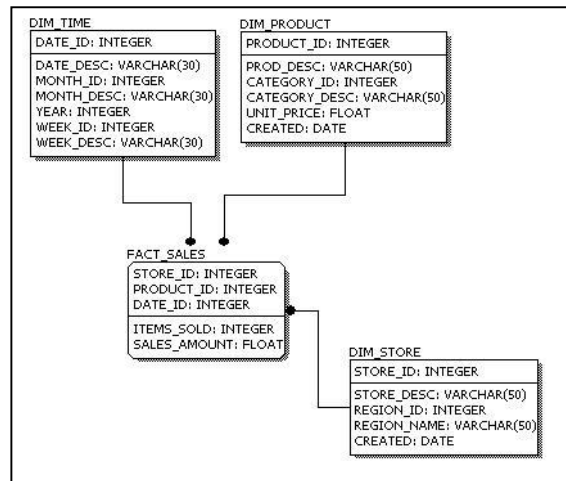 DIM_TIME
DATE_ID: INTEGER
DATE_DESC: VARCHAR(30)
MONTH_ID: INTEGER
MONTH_DESC: VARCHAR(30)
YEAR: INTEGER
WEEK_ID: INTEGER
WEEK_DESC: VARCHAR(30)
DIM_PRODUCT
PRODUCT_ID: INTEGER
PROD_DESC: VARCHAR(50)
CATEGORY_ID: INTEGER
CATEGORY_DESC: VARCHAR(50)
UNIT_PRICE: FLOAT
CREATED: DATE
FACT_SALES
STORE_ID: INTEGER
PRODUCT_ID: INTEGER
DATE_ID: INTEGER
ITEMS_SOLD: INTEGER
SALES_AMOUNT: FLOAT
DIM_STORE
STORE_ID: INTEGER
STORE_DESC: VARCHAR(50)
REGION_ID: INTEGER
REGION_NAME: VARCHAR(50)
CREATED: DATE